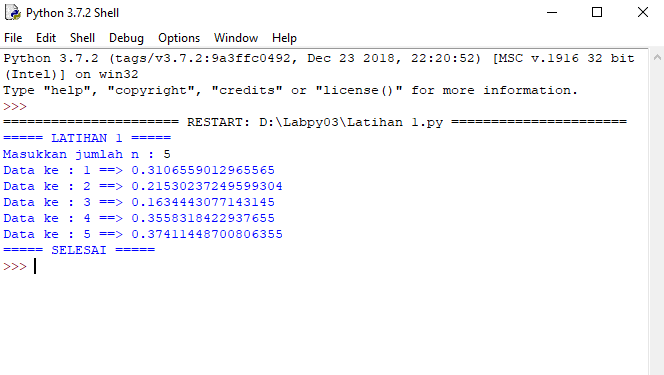 Python 3.7.2 Shell
File Edit Shell Debug Options Window Help
Python 3.7.2 (tags/v3.7.2:9a3ffc0492, Dec 23 2018, 22:20:52) [MSC v.1916 32 bit
(Intel)] on win32
Type "help", "copyright", "credits" or "license()" for more information.
>>>
====================== RESTART: D:\Labpy03\Latihan 1.py ======================
===== LATIHAN 1 =====
Masukkan jumlah n : 5
Data ke : 1 ==> 0.3106559012965565
Data ke : 2 ==> 0.21530237249599304
Data ke : 3 ==> 0.1634443077143145
Data ke : 4 ==> 0.3558318422937655
Data ke : 5 ==> 0.37411448700806355
===== SELESAI =====
>>>